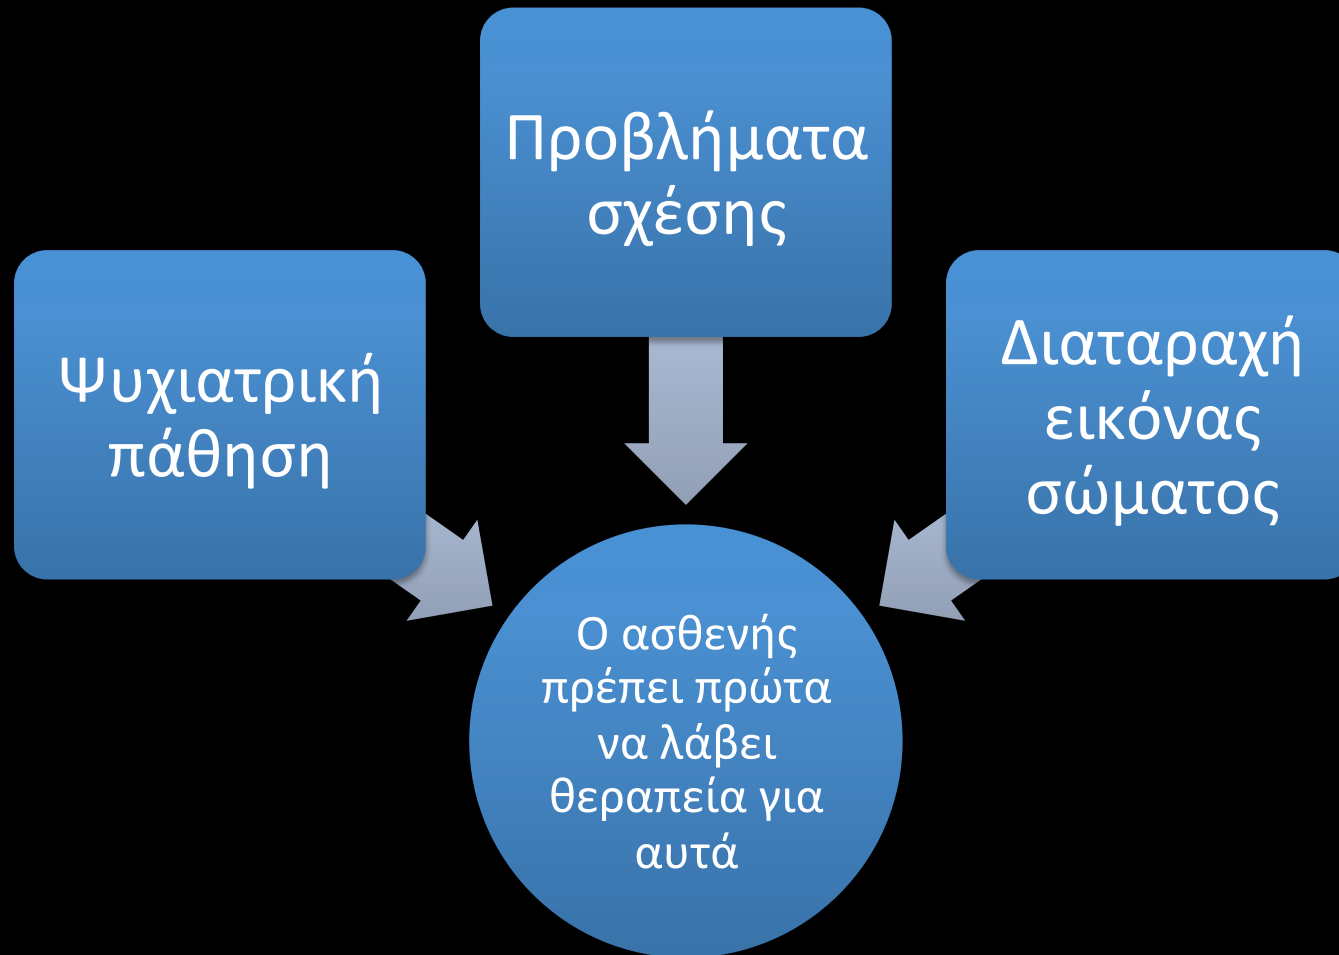 Προβλήματα
σχέσης
Ψυχιατρική
πάθηση
Διαταραχή
εικόνας
σώματος
Ο ασθενής
πρέπει πρώτα
να λάβει
θεραπεία για
αυτά